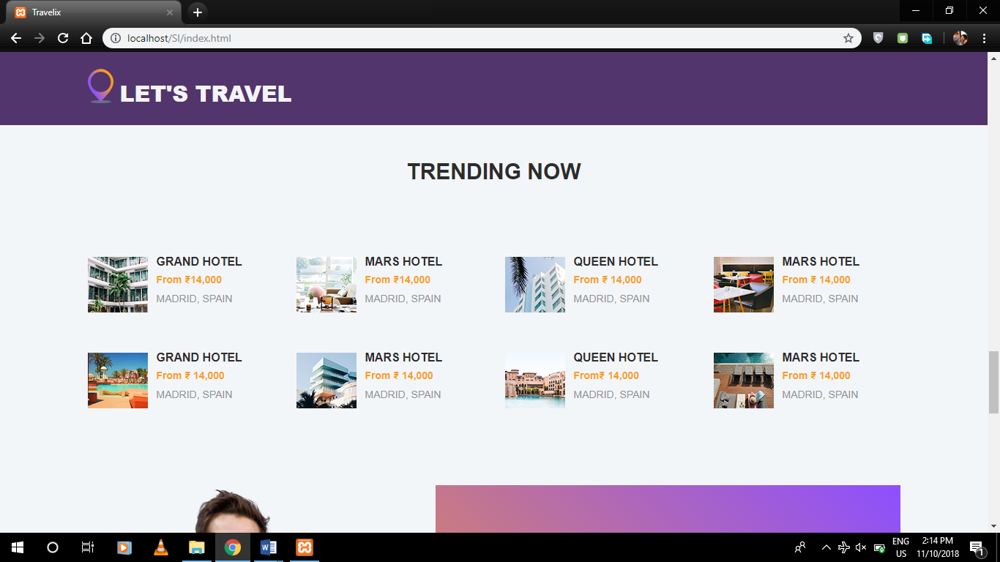 Travelix
localhost/SI/index.html
LET'S TRAVEL
TRENDING NOW
GRAND HOTEL
From ₹14,000
MADRID, SPAIN
MARS HOTEL
From ₹14,000
MADRID, SPAIN
QUEEN HOTEL
From ₹ 14,000
MADRID, SPAIN
MARS HOTEL
From ₹ 14,000
MADRID, SPAIN
GRAND HOTEL
From ₹ 14,000
MADRID, SPAIN
MARS HOTEL
From ₹ 14,000
MADRID, SPAIN
QUEEN HOTEL
From₹ 14,000
MADRID, SPAIN
MARS HOTEL
From ₹ 14,000
MADRID, SPAIN
ENG
US
2:14 PM
11/10/2018
1